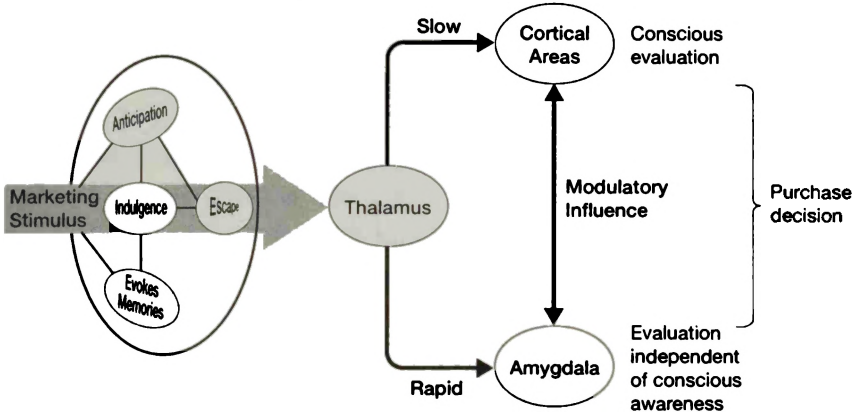 Slow
Cortical
Areas
Conscious
evaluation
Anticipation
Marketing
Stimulus
Indulgence
Escape
Thalamus
Modulatory
Influence
Purchase
decision
Evokes
Memories
Rapid
Amygdala
Evaluation
independent
of conscious
awareness